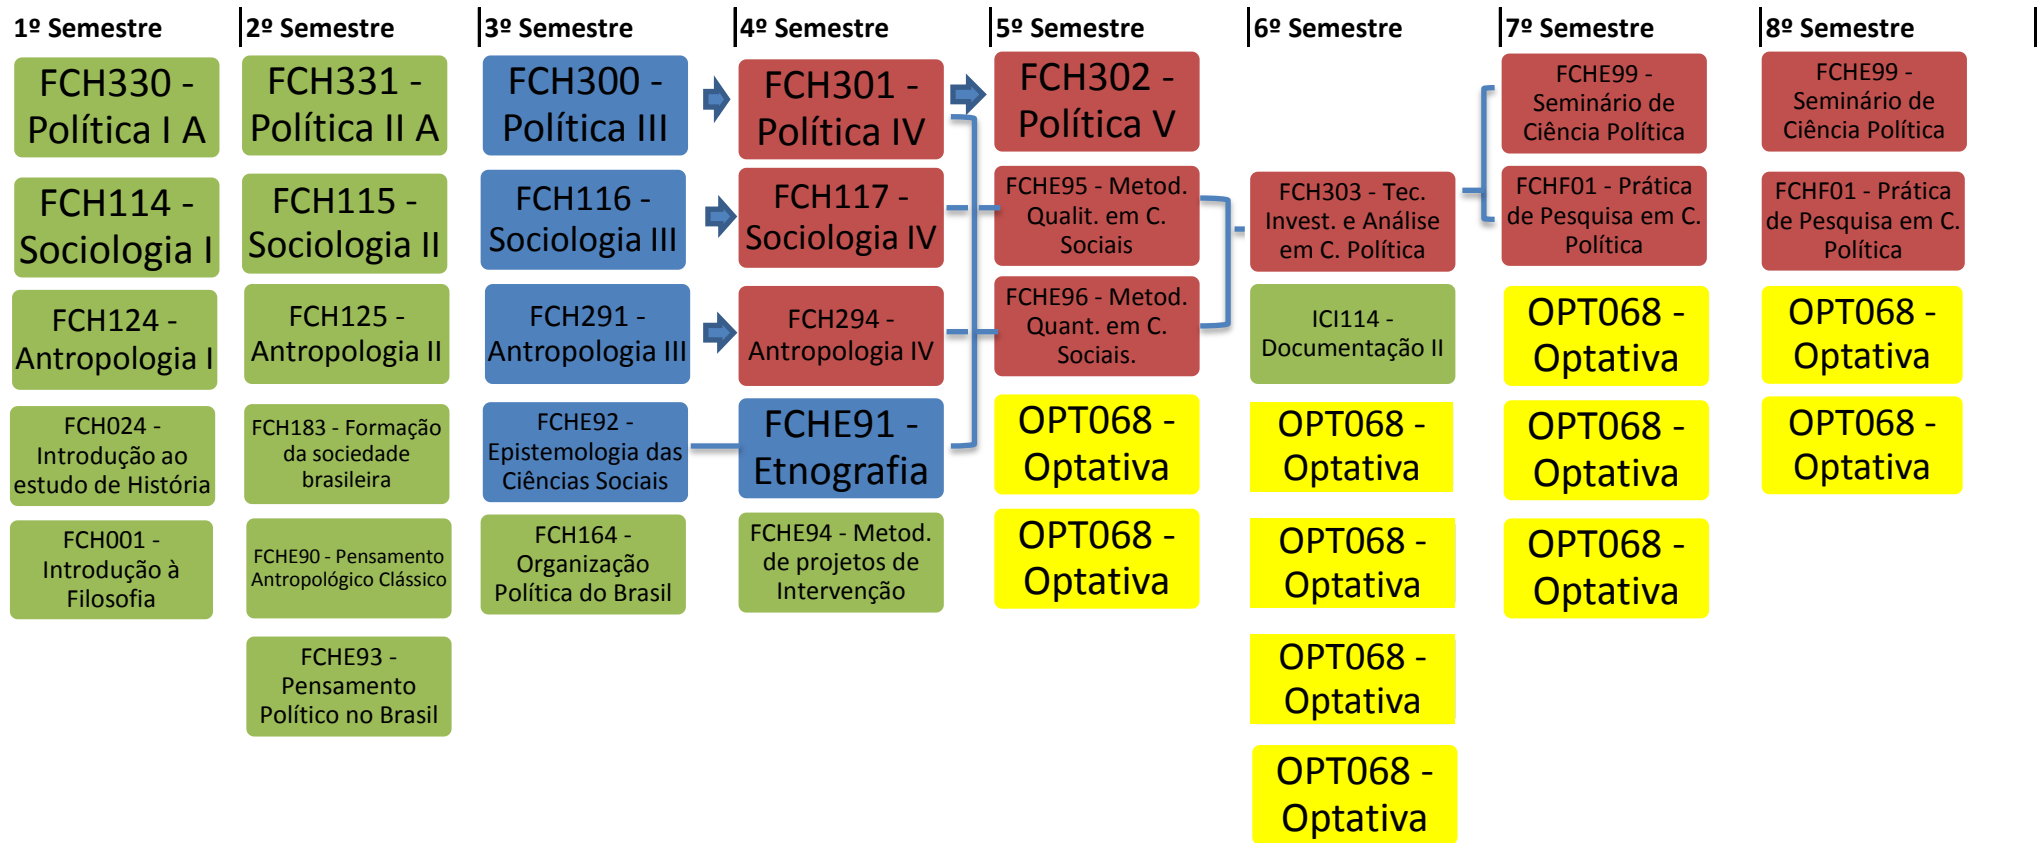 1º Semestre
2º Semestre
3º Semestre
4º Semestre
5º Semestre
6º Semestre
7º Semestre
8º Semestre
FCH330 -
Política I A
FCH114 -
Sociologia I
FCH124 -
Antropologia I
FCH024 -
Introdução ao
estudo de História
FCH001 -
Introdução à
Filosofia
FCH331 -
Política II A
FCH115 -
Sociologia II
FCH125 -
Antropologia II
FCH183 - Formação
da sociedade
brasileira
FCHE90 - Pensamento
Antropológico Clássico
FCHE93 -
Pensamento
Político no Brasil
FCH300 -
Política III
FCH116 -
Sociologia III
FCH291 -
Antropologia III
FCHE92 -
Epistemologia das
Ciências Sociais
FCH164 -
Organização
Política do Brasil
FCH301 -
Política IV
FCH117 -
Sociologia IV
FCH294 -
Antropologia IV
FCHE91 -
Etnografia
FCHE94 - Metod.
de projetos de
Intervenção
FCH302 -
Política V
FCHE95 - Metod.
Qualit. em C.
Sociais
FCHE96 - Metod.
Quant. em C.
Sociais.
OPT068 -
Optativa
OPT068 -
Optativa
FCH303 - Tec.
Invest. e Análise
em C. Política
ICI114 -
Documentação II
OPT068 -
Optativa
OPT068 -
Optativa
OPT068 -
Optativa
OPT068 -
Optativa
FCHE99 -
Seminário de
Ciência Política
FCHF01 - Prática
de Pesquisa em C.
Política
OPT068 -
Optativa
OPT068 -
Optativa
OPT068 -
Optativa
FCHE99 -
Seminário de
Ciência Política
FCHF01 - Prática
de Pesquisa em C.
Política
OPT068 -
Optativa
OPT068 -
Optativa